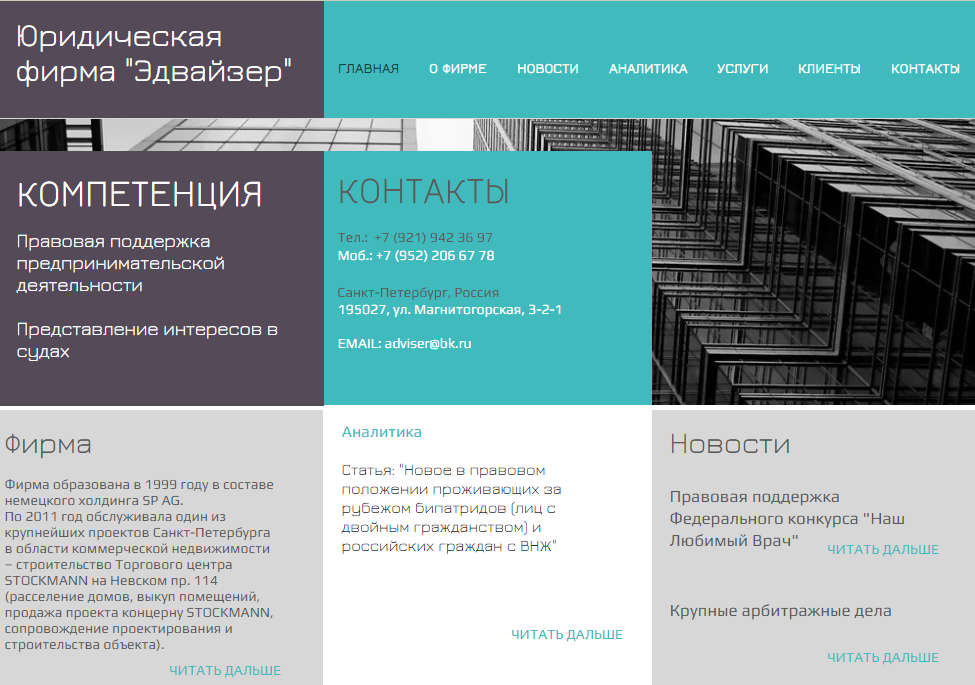 Юридическая
фирма "Эдвайзер"
ГЛАВНАЯ О ФИРМЕ НОВОСТИ АНАЛИТИКА УСЛУГИ КЛИЕНТЫ КОНТАКТЫ
КОМПЕТЕНЦИЯ
Правовая поддержка
предпринимательской
деятельности
Представление интересов в
судах
КОНТАКТЫ
Тел.: +7 (921) 942 36 97
Моб.: +7 (952) 206 67 78
Санкт-Петербург, Россия
195027, ул. Магнитогорская, 3-2-1
EMAIL: adviser@bk.ru
Фирма
Фирма образована в 1999 году в составе
немецкого холдинга SP AG.
По 2011 год обслуживала один из
крупнейших проектов Санкт-Петербурга
в области коммерческой недвижимости
– строительство Торгового центра
STOCKMANN на Невском пр. 114
(расселение домов, выкуп помещений,
продажа проекта концерну STOCKMANN,
сопровождение проектирования и
строительства объекта).
ЧИТАТЬ ДАЛЬШЕ
Аналитика
Статья: "Новое в правовом
положении проживающих за
рубежом бипатридов (лиц с
двойным гражданством) и
российских граждан с ВНЖ"
ЧИТАТЬ ДАЛЬШЕ
Новости
Правовая поддержка
Федерального конкурса "Наш
Любимый Врач"
ЧИТАТЬ ДАЛЬШЕ
Крупные арбитражные дела
ЧИТАТЬ ДАЛЬШЕ